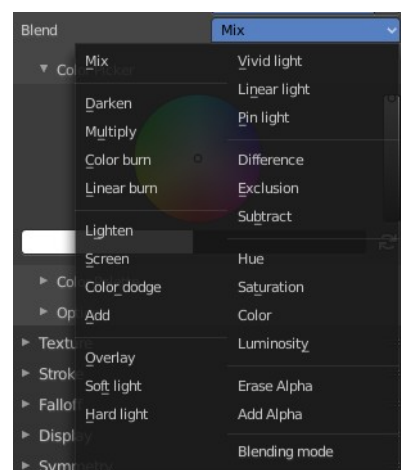 Blend Mix
Mix
Darken
Multiply
Color burn
Linear burn
Lighten
Screen
Color dodge
Add
Overlay
Soft light
Hard light
Vivid light
Linear light
Pin light
Difference
Exclusion
Subtract
Hue
Saturation
Color
Luminosity
Erase Alpha
Add Alpha
Blending mode